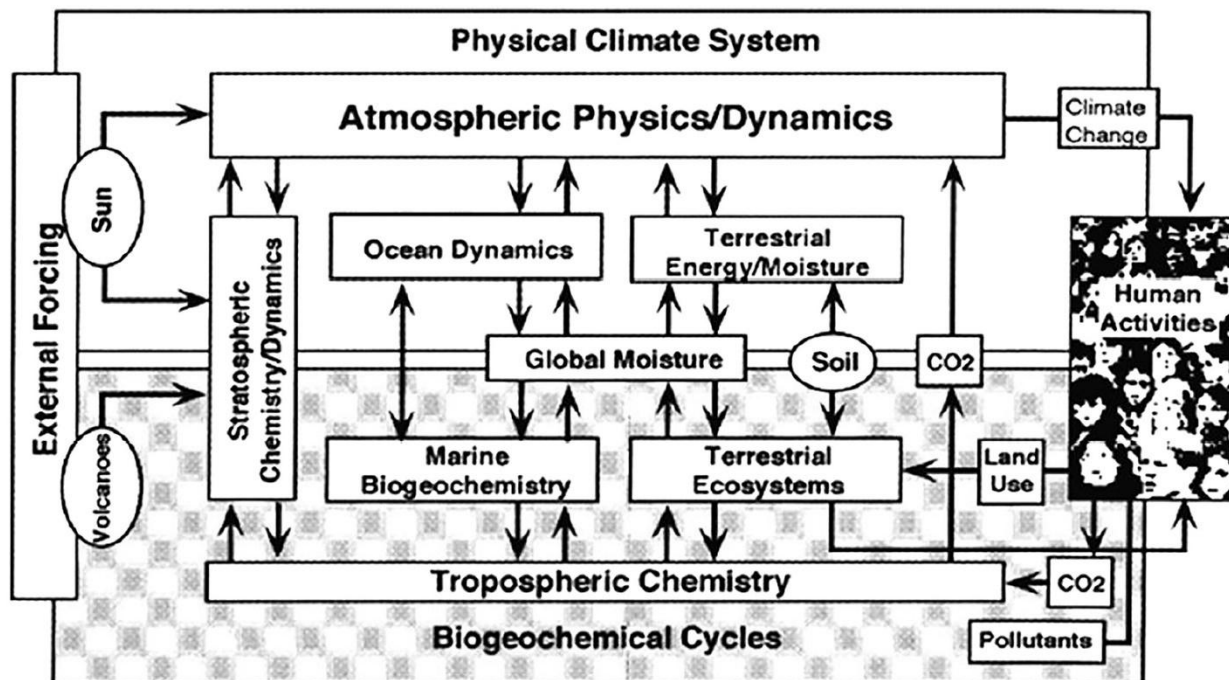 Physical Climate System
Atmospheric Physics/Dynamics
Climate
Change
External Forcing
Sun
Ocean Dynamics
Terrestrial
Energy/Moisture
Stratospheric
Chemistry/Dynamics
Human
Activities
Global Moisture
Soil
CO2
Volcanoes
Marine
Biogeochemistry
Terrestrial
Ecosystems
Land
Use
Tropospheric Chemistry
CO2
Biogeochemical Cycles
Pollutants